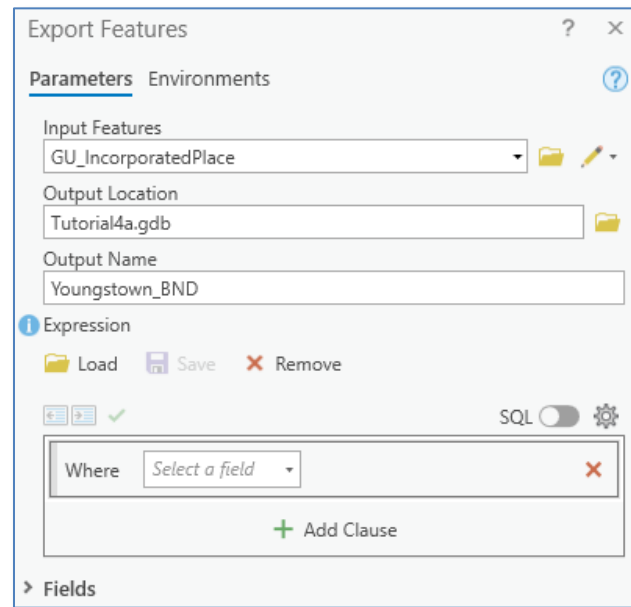 Export Features ? ×
Parameters Environments ?
Input Features
GU_IncorporatedPlace
Output Location
Tutorial4a.gdb
Output Name
Youngstown_BND
i Expression
Load Save Remove
SQL
Where Select a field
Add Clause
Fields